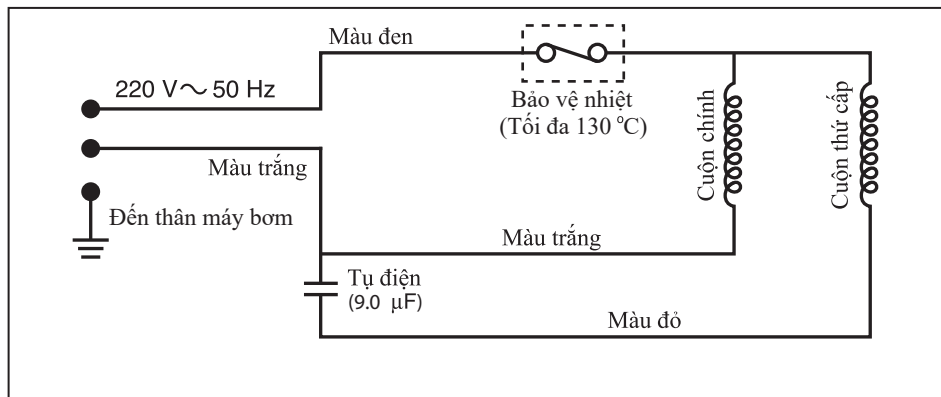 Màu đen
220 V～ 50 Hz
Bảo vệ nhiệt
(Tối đa 130 °C)
Cuộn chính
Cuộn thứ cấp
Màu trắng
Đến thân máy bơm
Màu trắng
Tụ điện
(9.0 µF)
Màu đỏ